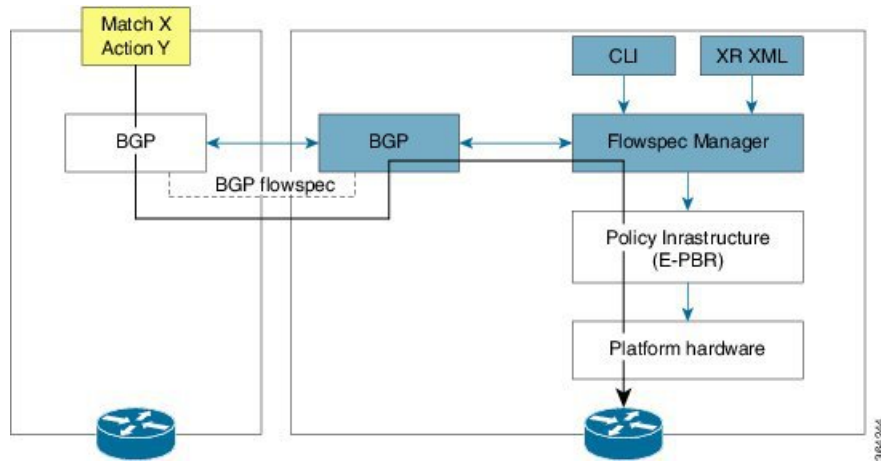 Match X
Action Y
CLI
XR XML
BGP
BGP
Flowspec Manager
BGP flowspec
Policy Inrastructure
(E-PBR)
Platform hardware